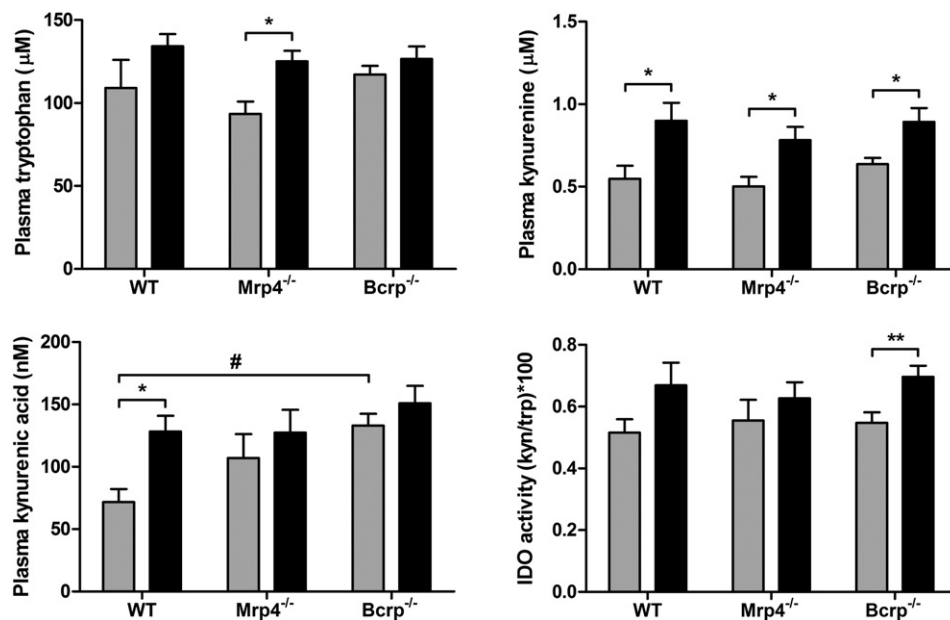 Plasma tryptophan (μM)
150
100
50
0
*
WT
Mrp4-/-
Bcrp-/-
Plasma kynurenine (μM)
1.5
1.0
0.5
0.0
*
*
*
WT
Mrp4-/-
Bcrp-/-
Plasma kynurenic acid (nM)
200
150
100
50
0
#
*
WT
Mrp4-/-
Bcrp-/-
IDO activity (kyn/trp)*100
0.8
0.6
0.4
0.2
0.0
**
WT
Mrp4-/-
Bcrp-/-